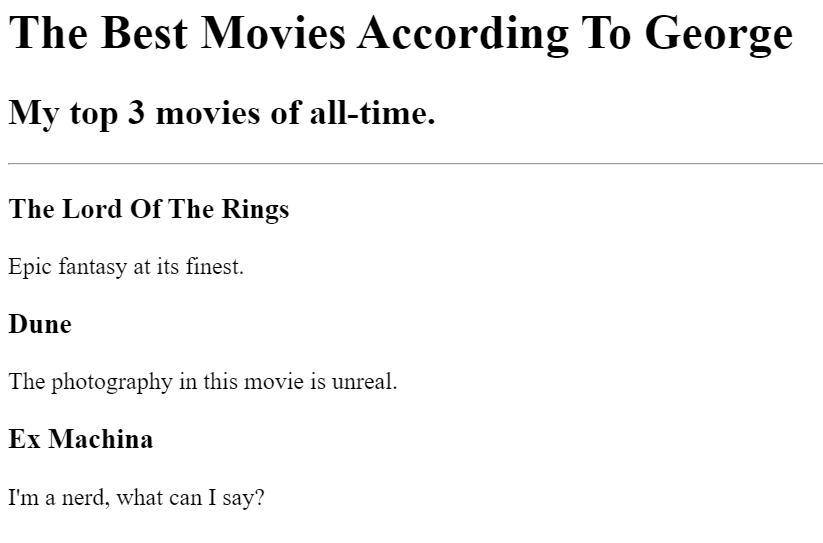 The Best Movies According To George
My top 3 movies of all-time.
The Lord Of The Rings
Epic fantasy at its finest.
Dune
The photography in this movie is unreal.
Ex Machina
I'm a nerd, what can I say?